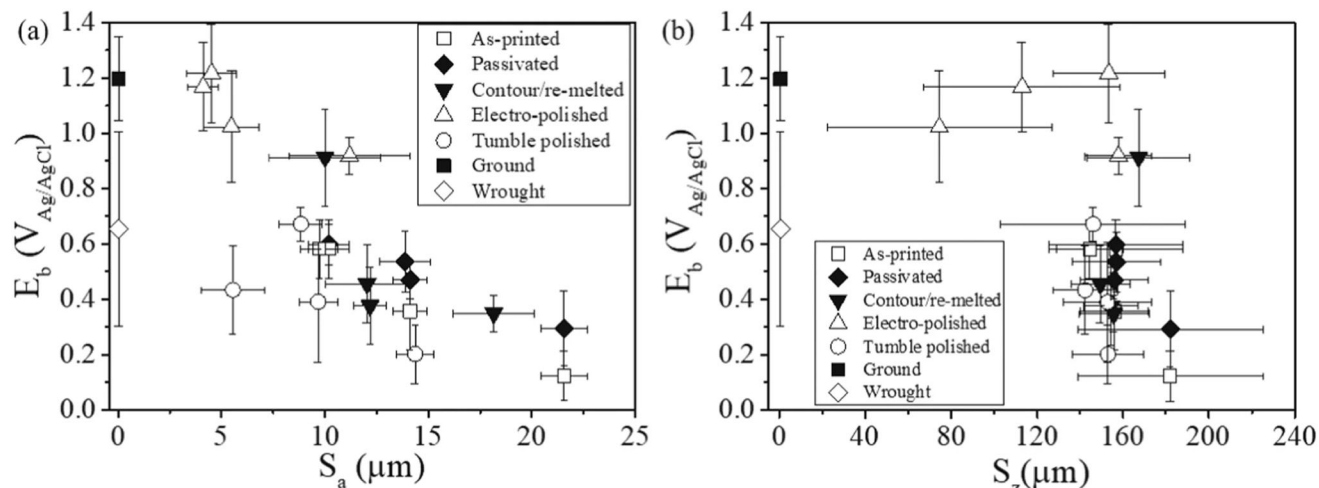 (a)
1.4
1.2
1.0
0.8
0.6
0.4
0.2
0.0
E_b (V_Ag/AgCl)
As-printed
Passivated
Contour/re-melted
Electro-polished
Tumble polished
Ground
Wrought
0 5 10 15 20 25
S_a (μm)
(b)
1.4
1.2
1.0
0.8
0.6
0.4
0.2
0.0
E_b (V_Ag/AgCl)
As-printed
Passivated
Contour/re-melted
Electro-polished
Tumble polished
Ground
Wrought
0 40 80 120 160 200 240
S_z(μm)